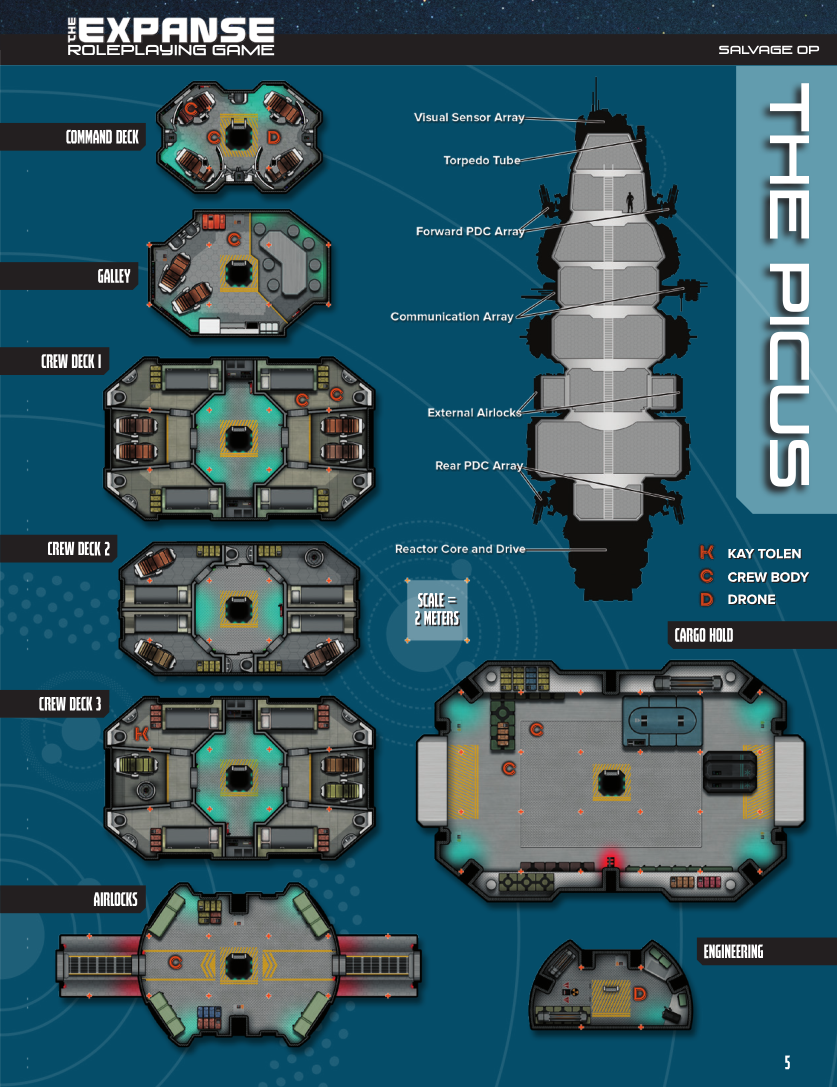 THE EXPANSE
ROLEPLAYING GAME
SALVAGE OP
THE PICUS
COMMAND DECK
C
C
D
GALLEY
C
CREW DECK 1
C
C
CREW DECK 2
CREW DECK 3
K
AIRLOCKS
C
Visual Sensor Array
Torpedo Tube
Forward PDC Array
Communication Array
External Airlocks
Rear PDC Array
Reactor Core and Drive
SCALE =
2 METERS
K KAY TOLEN
C CREW BODY
D DRONE
CARGO HOLD
C
C
ENGINEERING
D
5